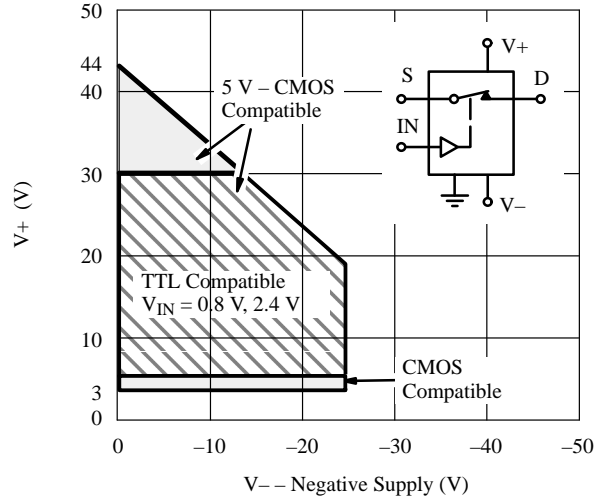 50
44
40
30
20
10
3
0
V+ (V)
5 V – CMOS
Compatible
TTL Compatible
VIN = 0.8 V, 2.4 V
CMOS
Compatible
V+
S
D
IN
V–
0
–10
–20
–30
–40
–50
V– – Negative Supply (V)